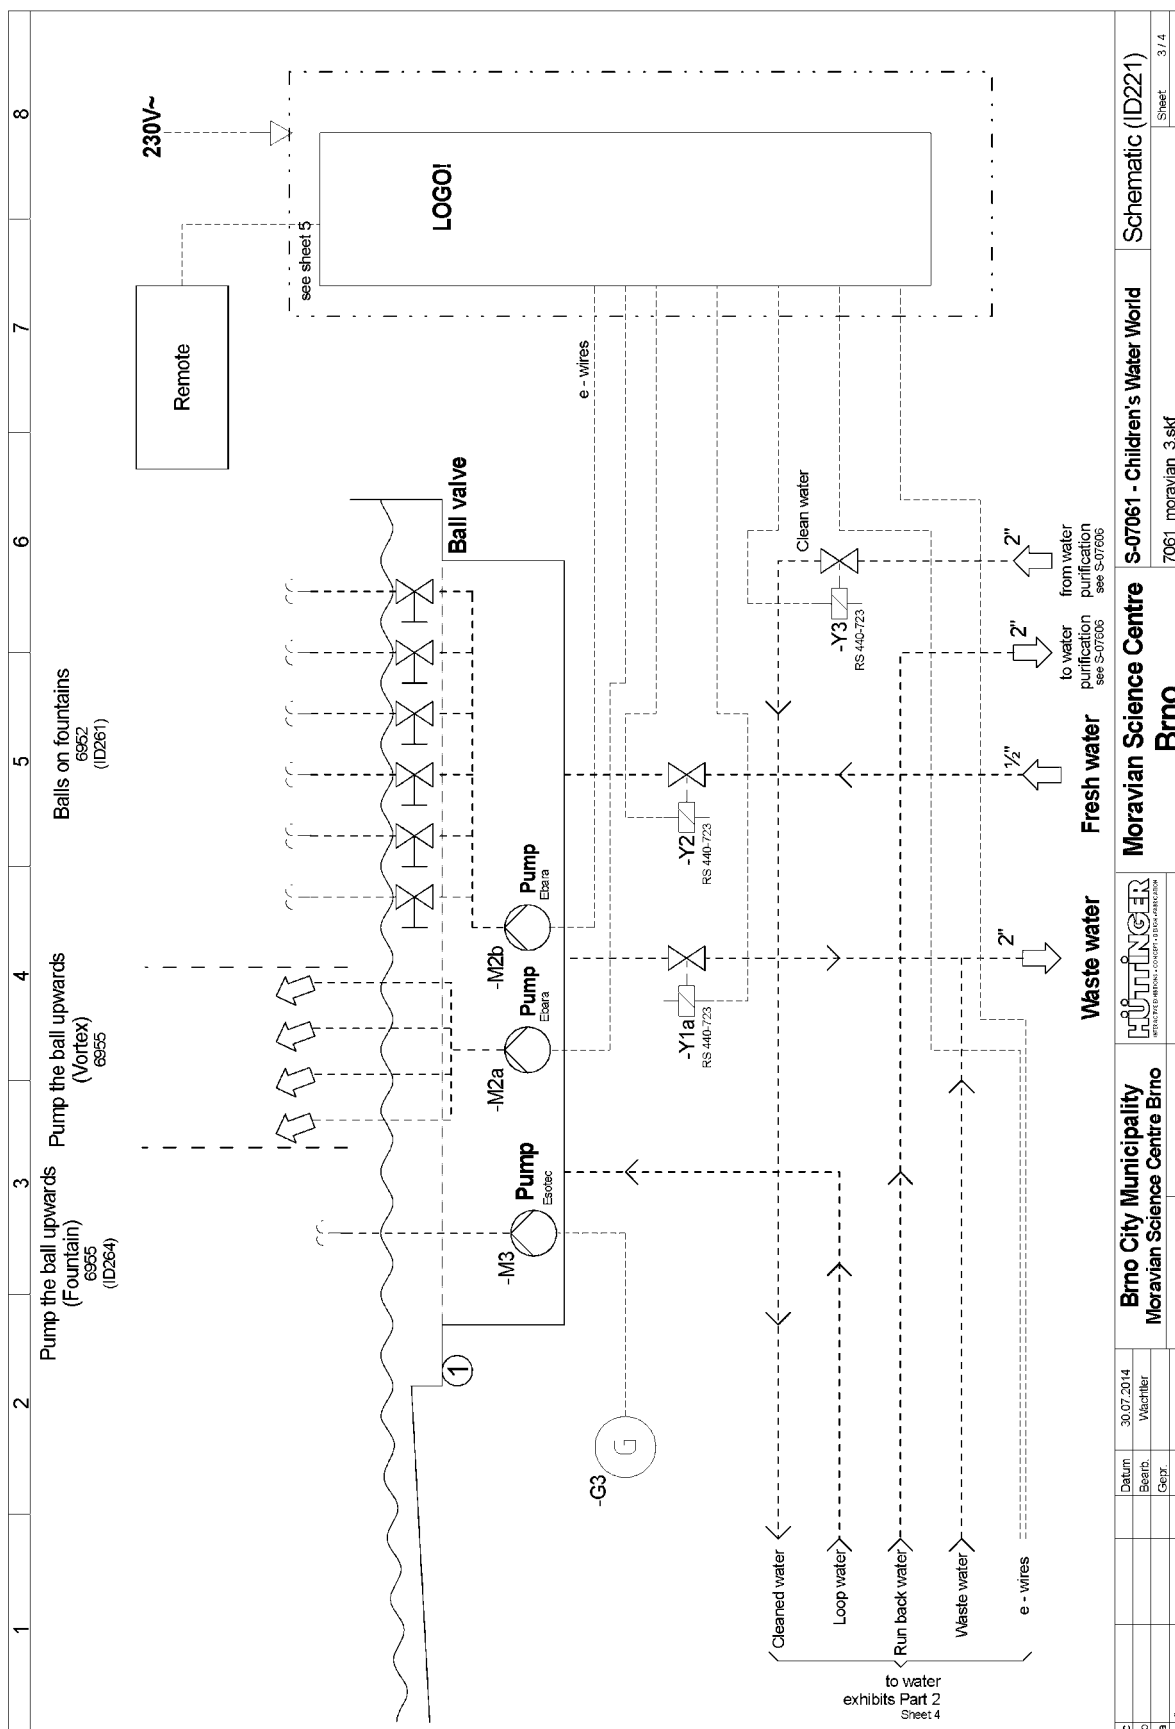 1
2
3
4
5
6
7
8
Pump the ball upwards
(Fountain)
6955
(ID264)
Pump the ball upwards
(Vortex)
6955
Balls on fountains
6952
(ID261)
Remote
230V~
see sheet 5
LOGO!
Ball valve
e - wires
1
-M3
Pump
Esotec
-M2a
Pump
Ebara
-M2b
Pump
Ebara
-G3
G
-Y1a
RS 440-723
-Y2
RS 440-723
-Y3
RS 440-723
Clean water
Cleaned water
Loop water
Run back water
Waste water
e - wires
to water
exhibits Part 2
Sheet 4
2"
Waste water
½"
Fresh water
2"
to water
purification
see S-07606
2"
from water
purification
see S-07606
Datum
30.07.2014
Bearb.
Wachtler
Gepr.
Brno City Municipality
Moravian Science Centre Brno
HÜTTINGER
INTERACTIVE EXHIBITIONS • CONCEPT • DESIGN • FABRICATION
Moravian Science Centre
Brno
S-07061 - Children's Water World
7061_moravian_3.skf
Schematic (ID221)
Sheet
3 / 4